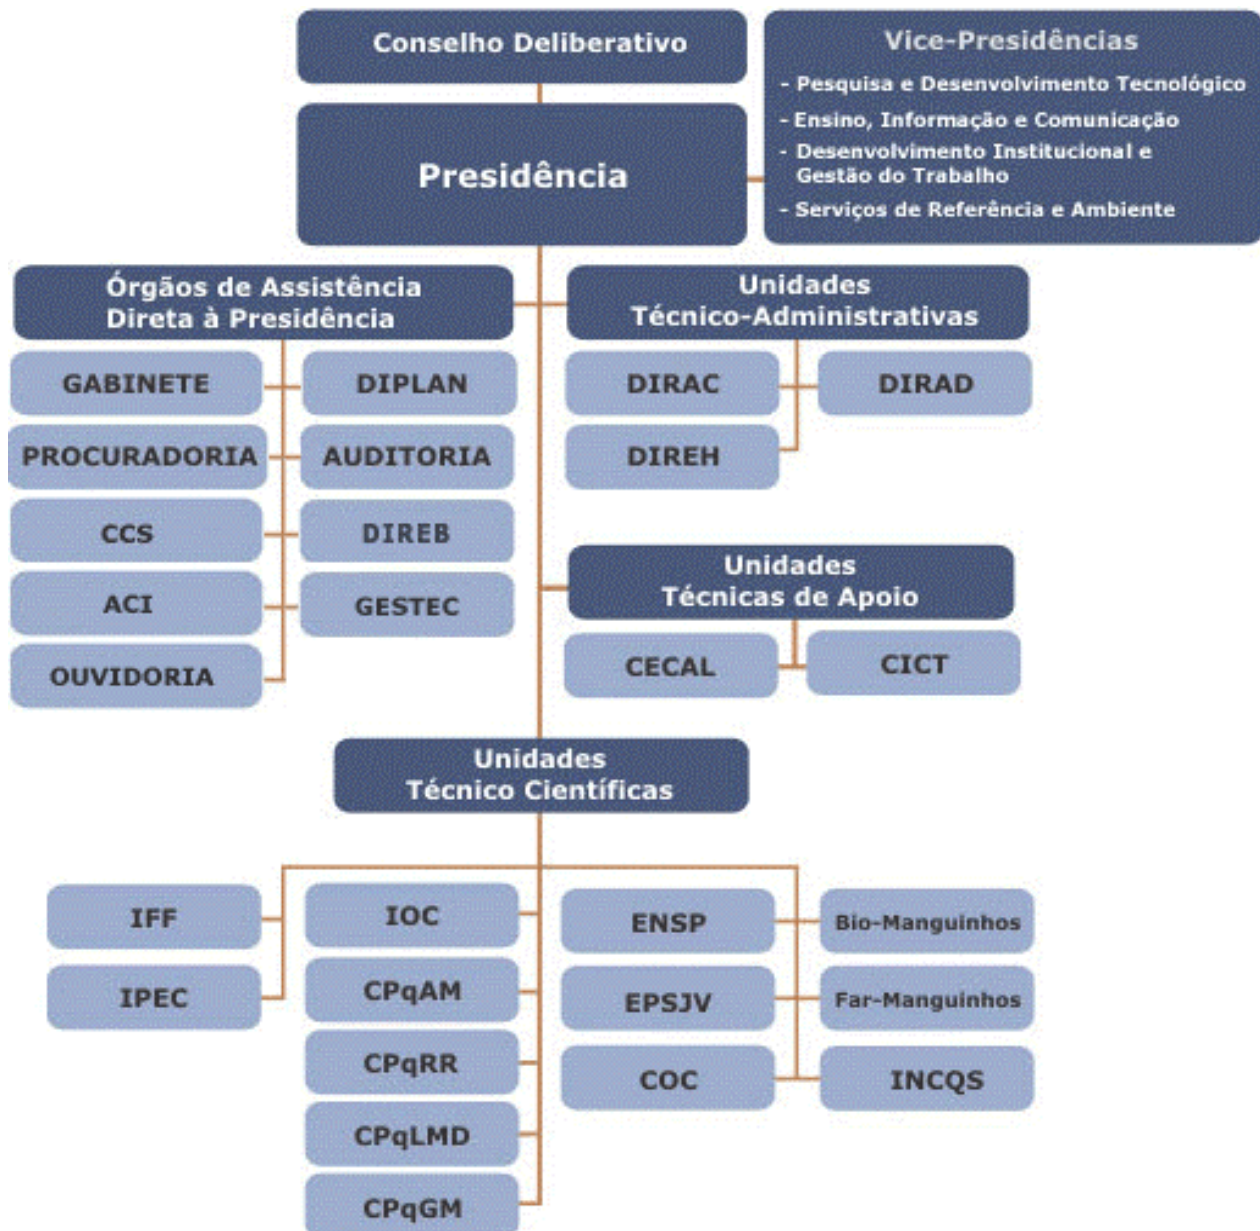 Conselho Deliberativo
Presidência
Vice-Presidências
- Pesquisa e Desenvolvimento Tecnológico
- Ensino, Informação e Comunicação
- Desenvolvimento Institucional e
Gestão do Trabalho
- Serviços de Referência e Ambiente
Órgãos de Assistência
Direta à Presidência
GABINETE
DIPLAN
PROCURADORIA
AUDITORIA
CCS
DIREB
ACI
GESTEC
OUVIDORIA
Unidades
Técnico-Administrativas
DIRAC
DIRAD
DIREH
Unidades
Técnicas de Apoio
CECAL
CICT
Unidades
Técnico Científicas
IFF
IPEC
IOC
CPqAM
CPqRR
CPqLMD
CPqGM
ENSP
EPSJV
COC
Bio-Manguinhos
Far-Manguinhos
INCQS